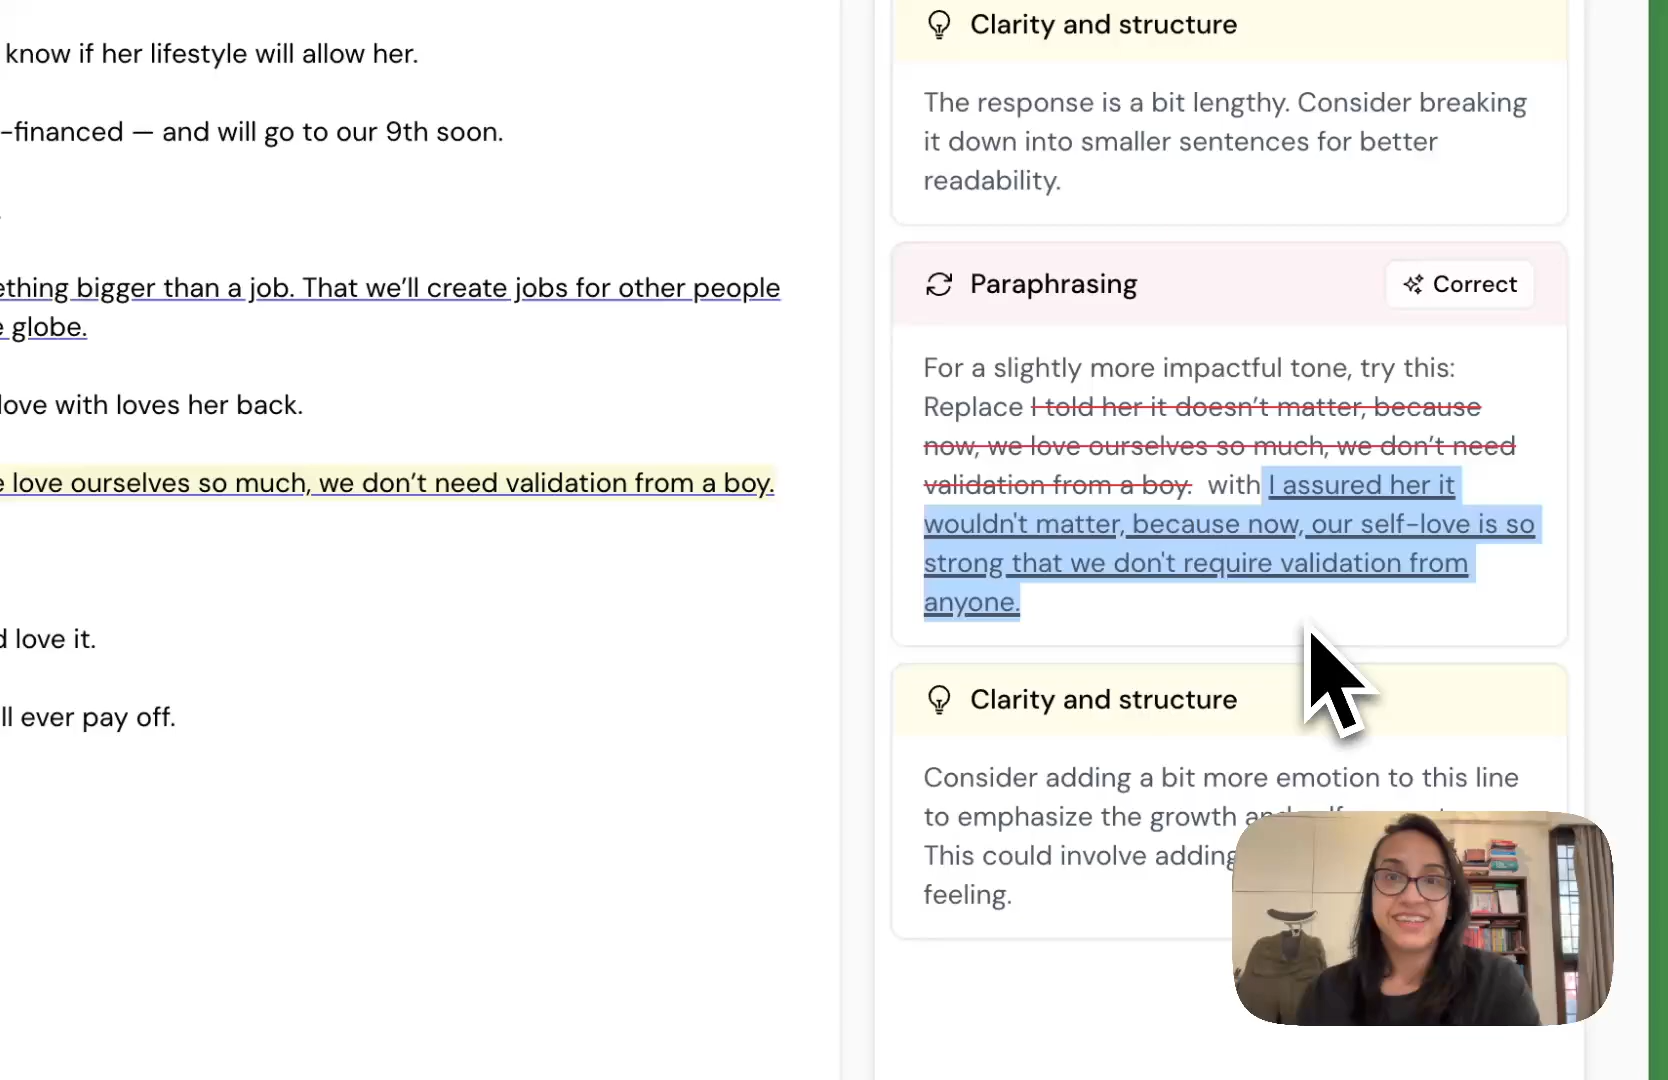 know if her lifestyle will allow her.
-financed — and will go to our 9th soon.
ething bigger than a job. That we’ll create jobs for other people
e globe.
love with loves her back.
e love ourselves so much, we don’t need validation from a boy.
d love it.
ll ever pay off.
Clarity and structure
The response is a bit lengthy. Consider breaking
it down into smaller sentences for better
readability.
Paraphrasing
Correct
For a slightly more impactful tone, try this:
Replace I told her it doesn’t matter, because
now, we love ourselves so much, we don’t need
validation from a boy. with I assured her it
wouldn't matter, because now, our self-love is so
strong that we don't require validation from
anyone.
Clarity and structure
Consider adding a bit more emotion to this line
to emphasize the growth
This could involve adding
feeling.